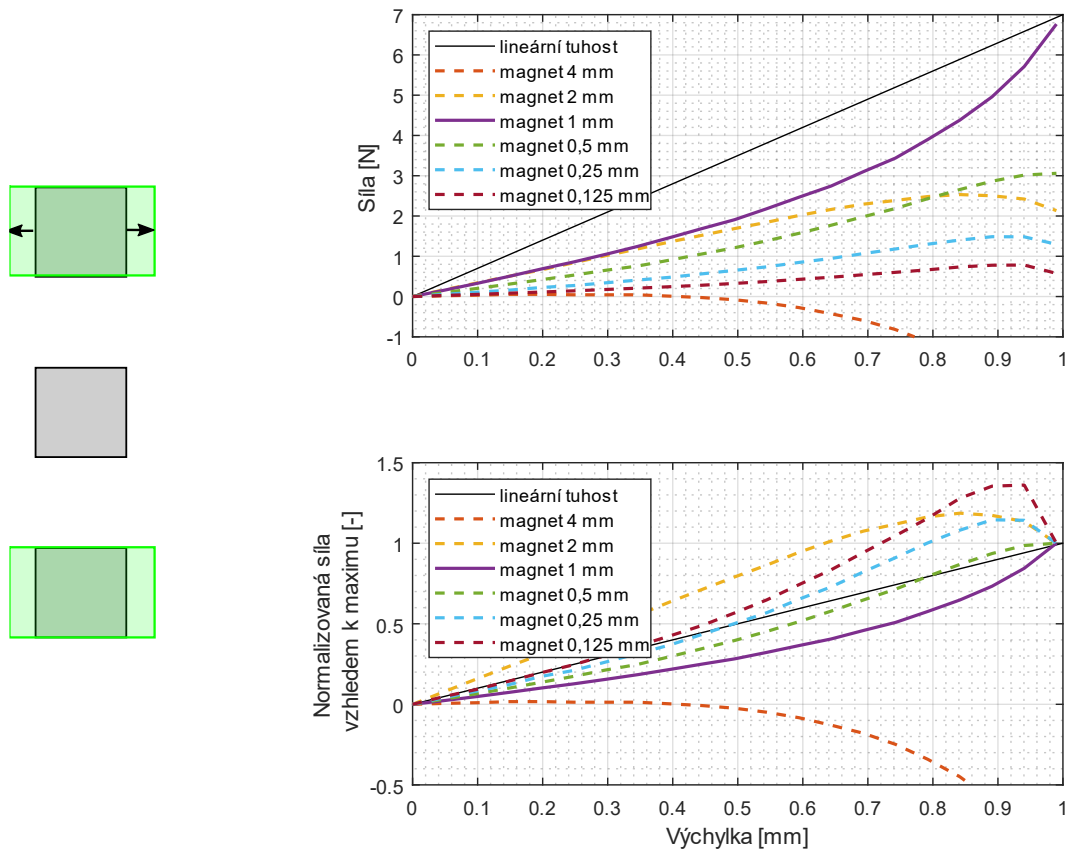 7
6
5
4
3
2
1
0
-1
Síla [N]
lineární tuhost
magnet 4 mm
magnet 2 mm
magnet 1 mm
magnet 0,5 mm
magnet 0,25 mm
magnet 0,125 mm
0 0.1 0.2 0.3 0.4 0.5 0.6 0.7 0.8 0.9 1
1.5
1
0.5
0
-0.5
Normalizovaná síla
vzhledem k maximu [-]
lineární tuhost
magnet 4 mm
magnet 2 mm
magnet 1 mm
magnet 0,5 mm
magnet 0,25 mm
magnet 0,125 mm
0 0.1 0.2 0.3 0.4 0.5 0.6 0.7 0.8 0.9 1
Výchylka [mm]